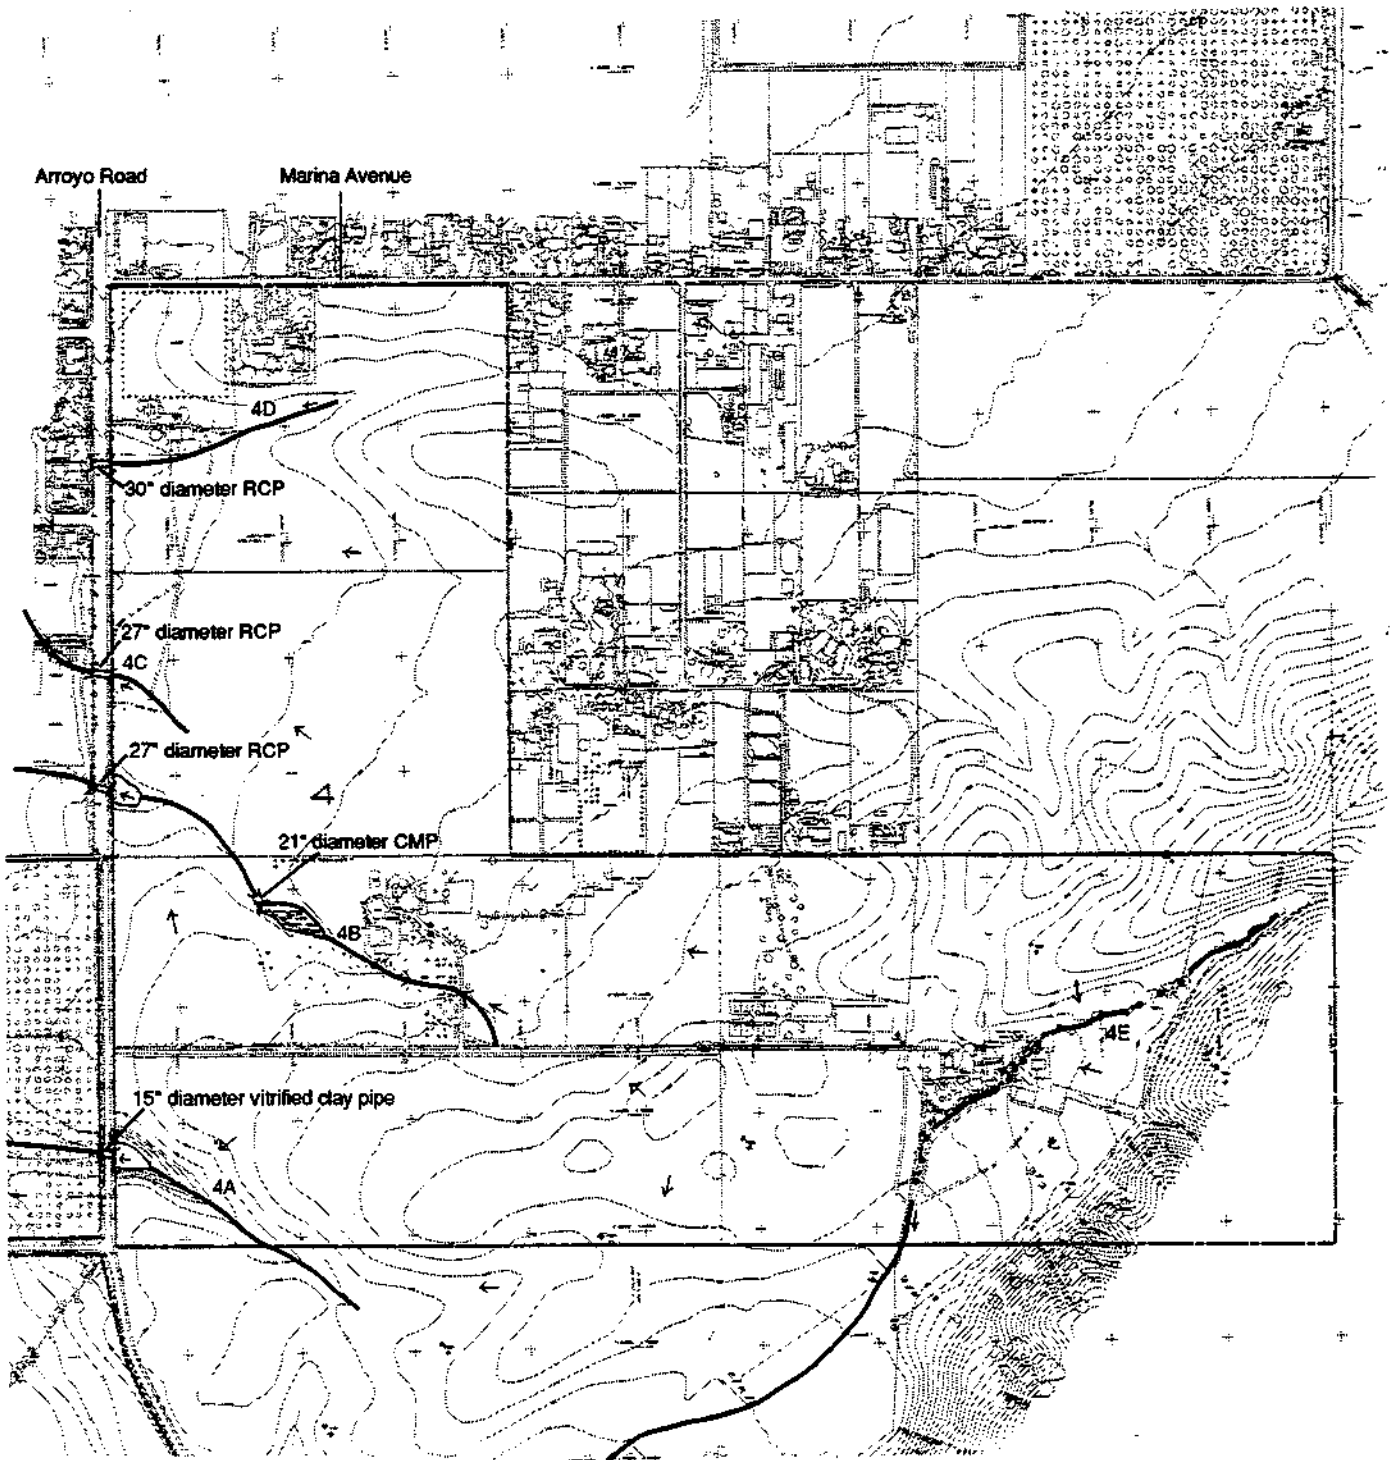 Arroyo Road
Marina Avenue
4D
30" diameter RCP
27" diameter RCP
4C
27" diameter RCP
4
21" diameter CMP
4B
4E
15" diameter vitrified clay pipe
4A